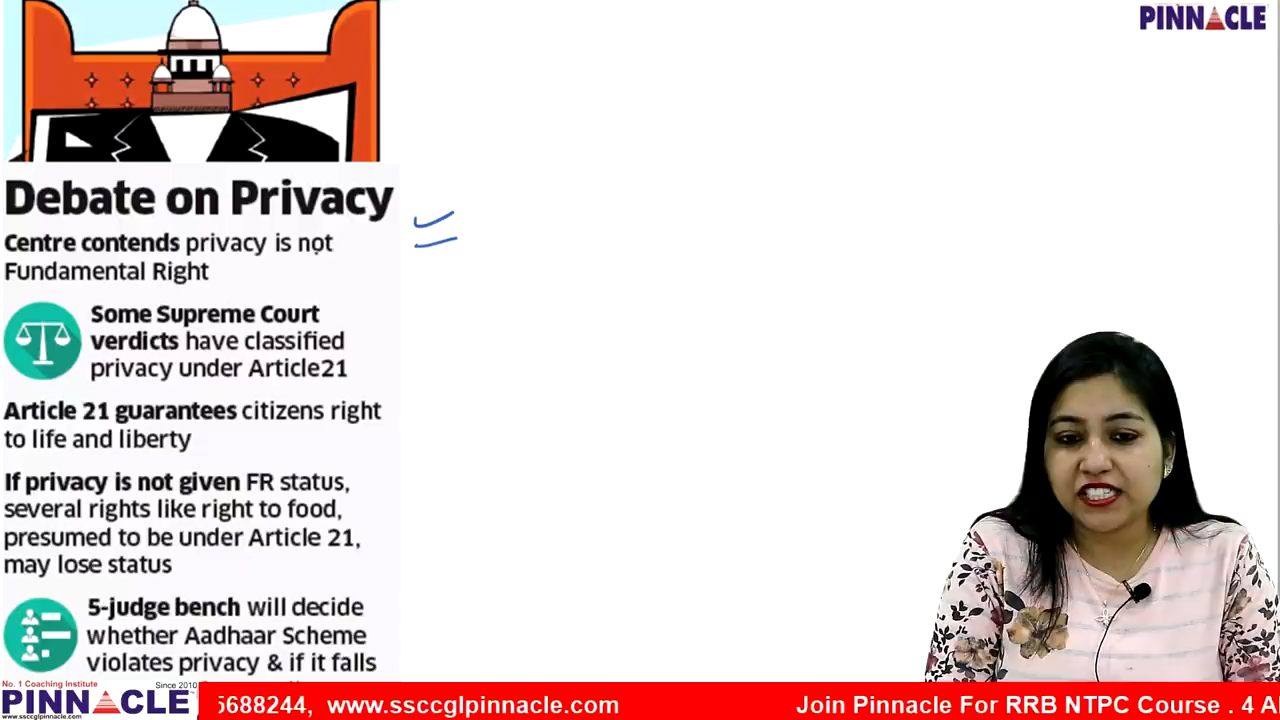 PINNACLE
Debate on Privacy
Centre contends privacy is not
Fundamental Right
Some Supreme Court
verdicts have classified
privacy under Article21
Article 21 guarantees citizens right
to life and liberty
If privacy is not given FR status,
several rights like right to food,
presumed to be under Article 21,
may lose status
5-judge bench will decide
whether Aadhaar Scheme
violates privacy & if it falls
No. 1 Coaching Institute
Since 2010
PINNACLE
www.ssccglpinnacle.com
5688244, www.ssccglpinnacle.com
Join Pinnacle For RRB NTPC Course . 4 A